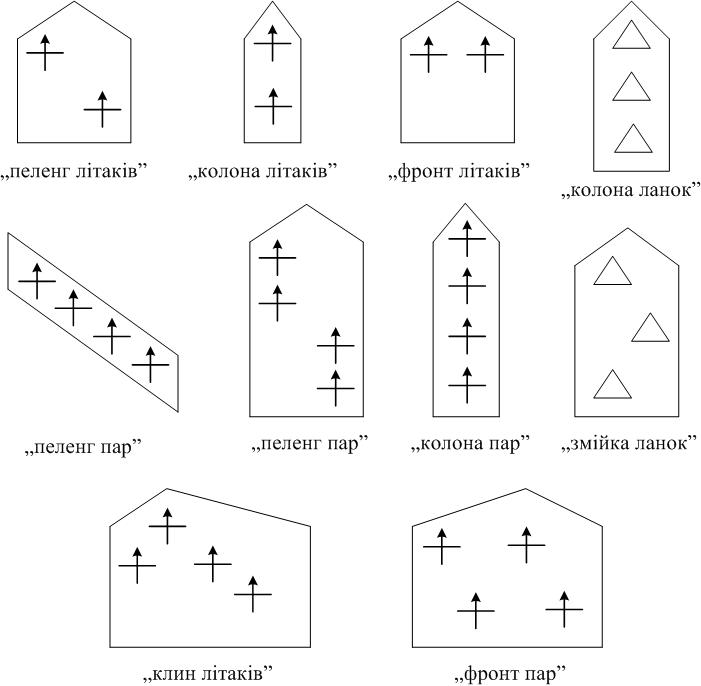 „пеленг літаків”
„колона літаків”
„фронт літаків”
„колона ланок”
„пеленг пар”
„пеленг пар”
„колона пар”
„змійка ланок”
„клин літаків”
„фронт пар”